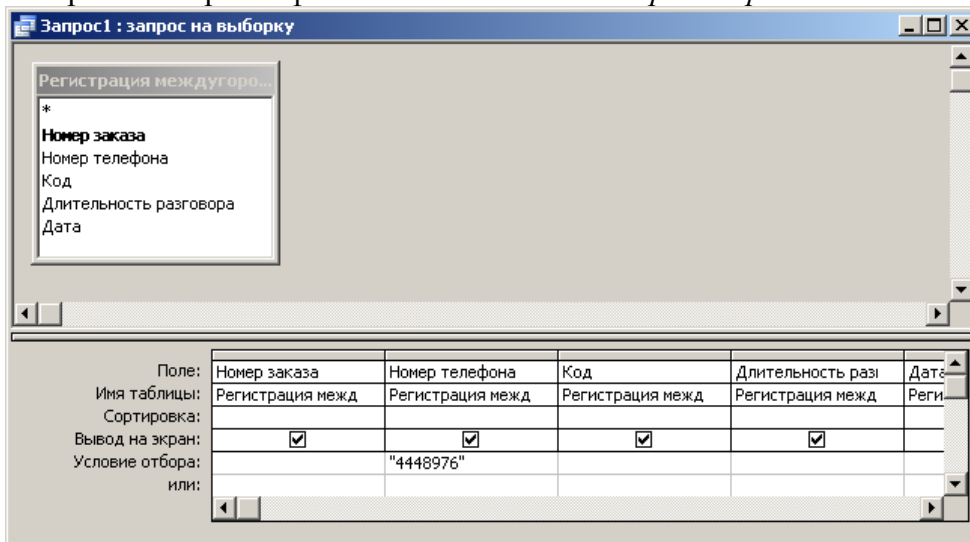 Запрос1 : запрос на выборку
Регистрация междугоро...
*
Номер заказа
Номер телефона
Код
Длительность разговора
Дата
Поле: Номер заказа Номер телефона Код Длительность разı Дата
Имя таблицы: Регистрация межд Регистрация межд Регистрация межд Регистрация межд Реги
Сортировка:
Вывод на экран:
Условие отбора: "4448976"
или: